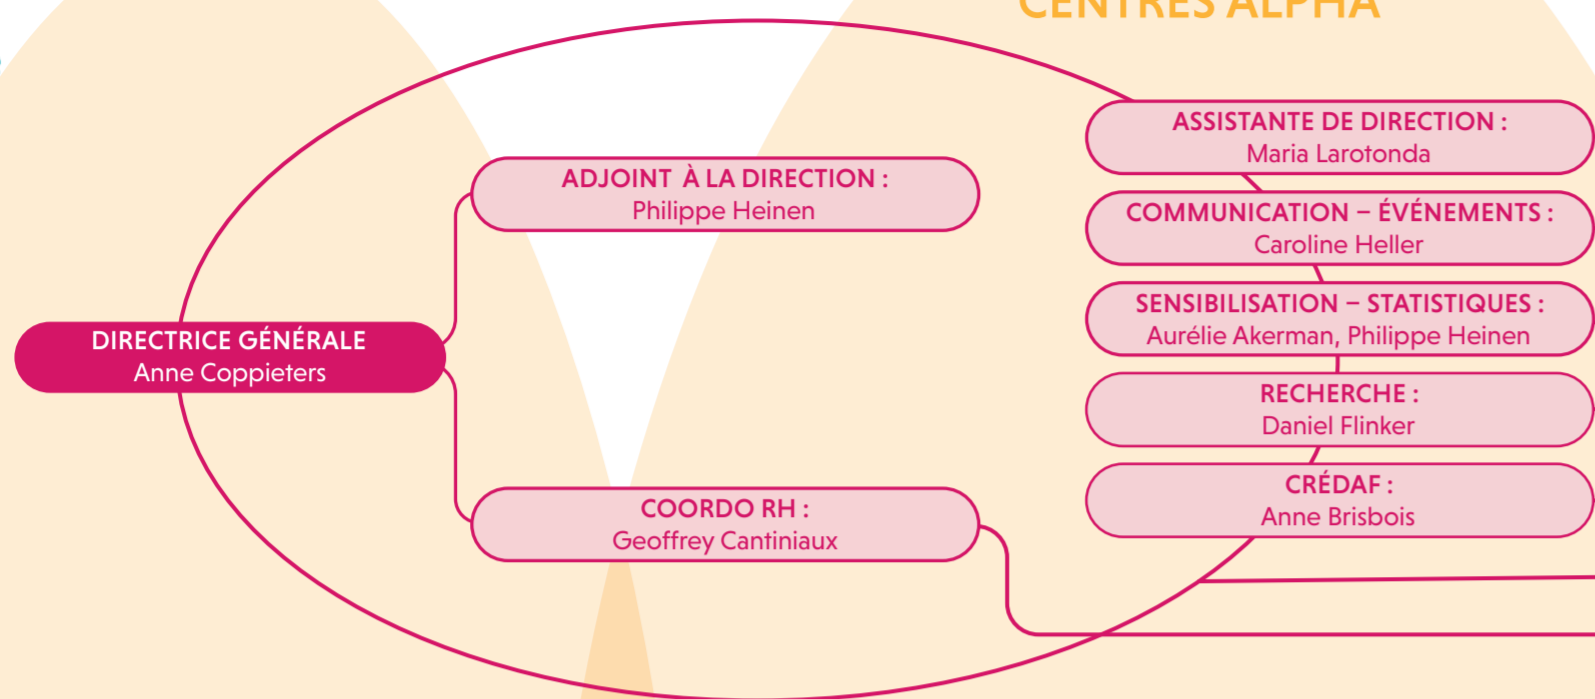 CENTRES ALPHA
ASSISTANTE DE DIRECTION :
Maria Larotonda
ADJOINT À LA DIRECTION :
Philippe Heinen
COMMUNICATION – ÉVÉNEMENTS :
Caroline Heller
SENSIBILISATION – STATISTIQUES :
Aurélie Akerman, Philippe Heinen
DIRECTRICE GÉNÉRALE
Anne Coppieters
RECHERCHE :
Daniel Flinker
CRÉDAF :
Anne Brisbois
COORDO RH :
Geoffrey Cantiniaux